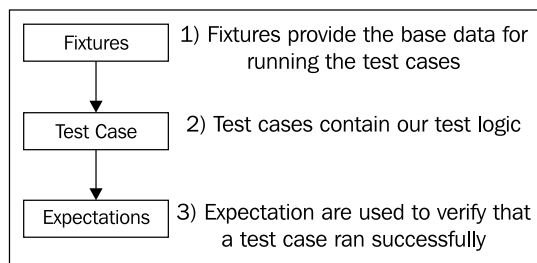 Fixtures
1) Fixtures provide the base data for
running the test cases
Test Case
2) Test cases contain our test logic
Expectations
3) Expectation are used to verify that
a test case ran successfully